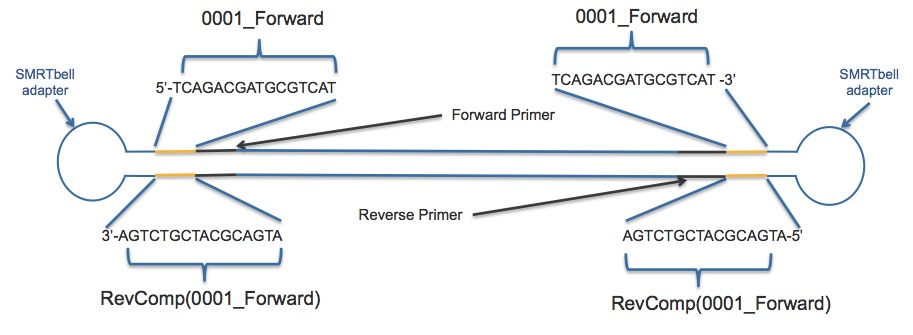 0001_Forward
0001_Forward
SMRTbell
adapter
5'-TCAGACGATGCGTCAT
TCAGACGATGCGTCAT -3'
SMRTbell
adapter
Forward Primer
Reverse Primer
3'-AGTCTGCTACGCAGTA
AGTCTGCTACGCAGTA-5'
RevComp(0001_Forward)
RevComp(0001_Forward)